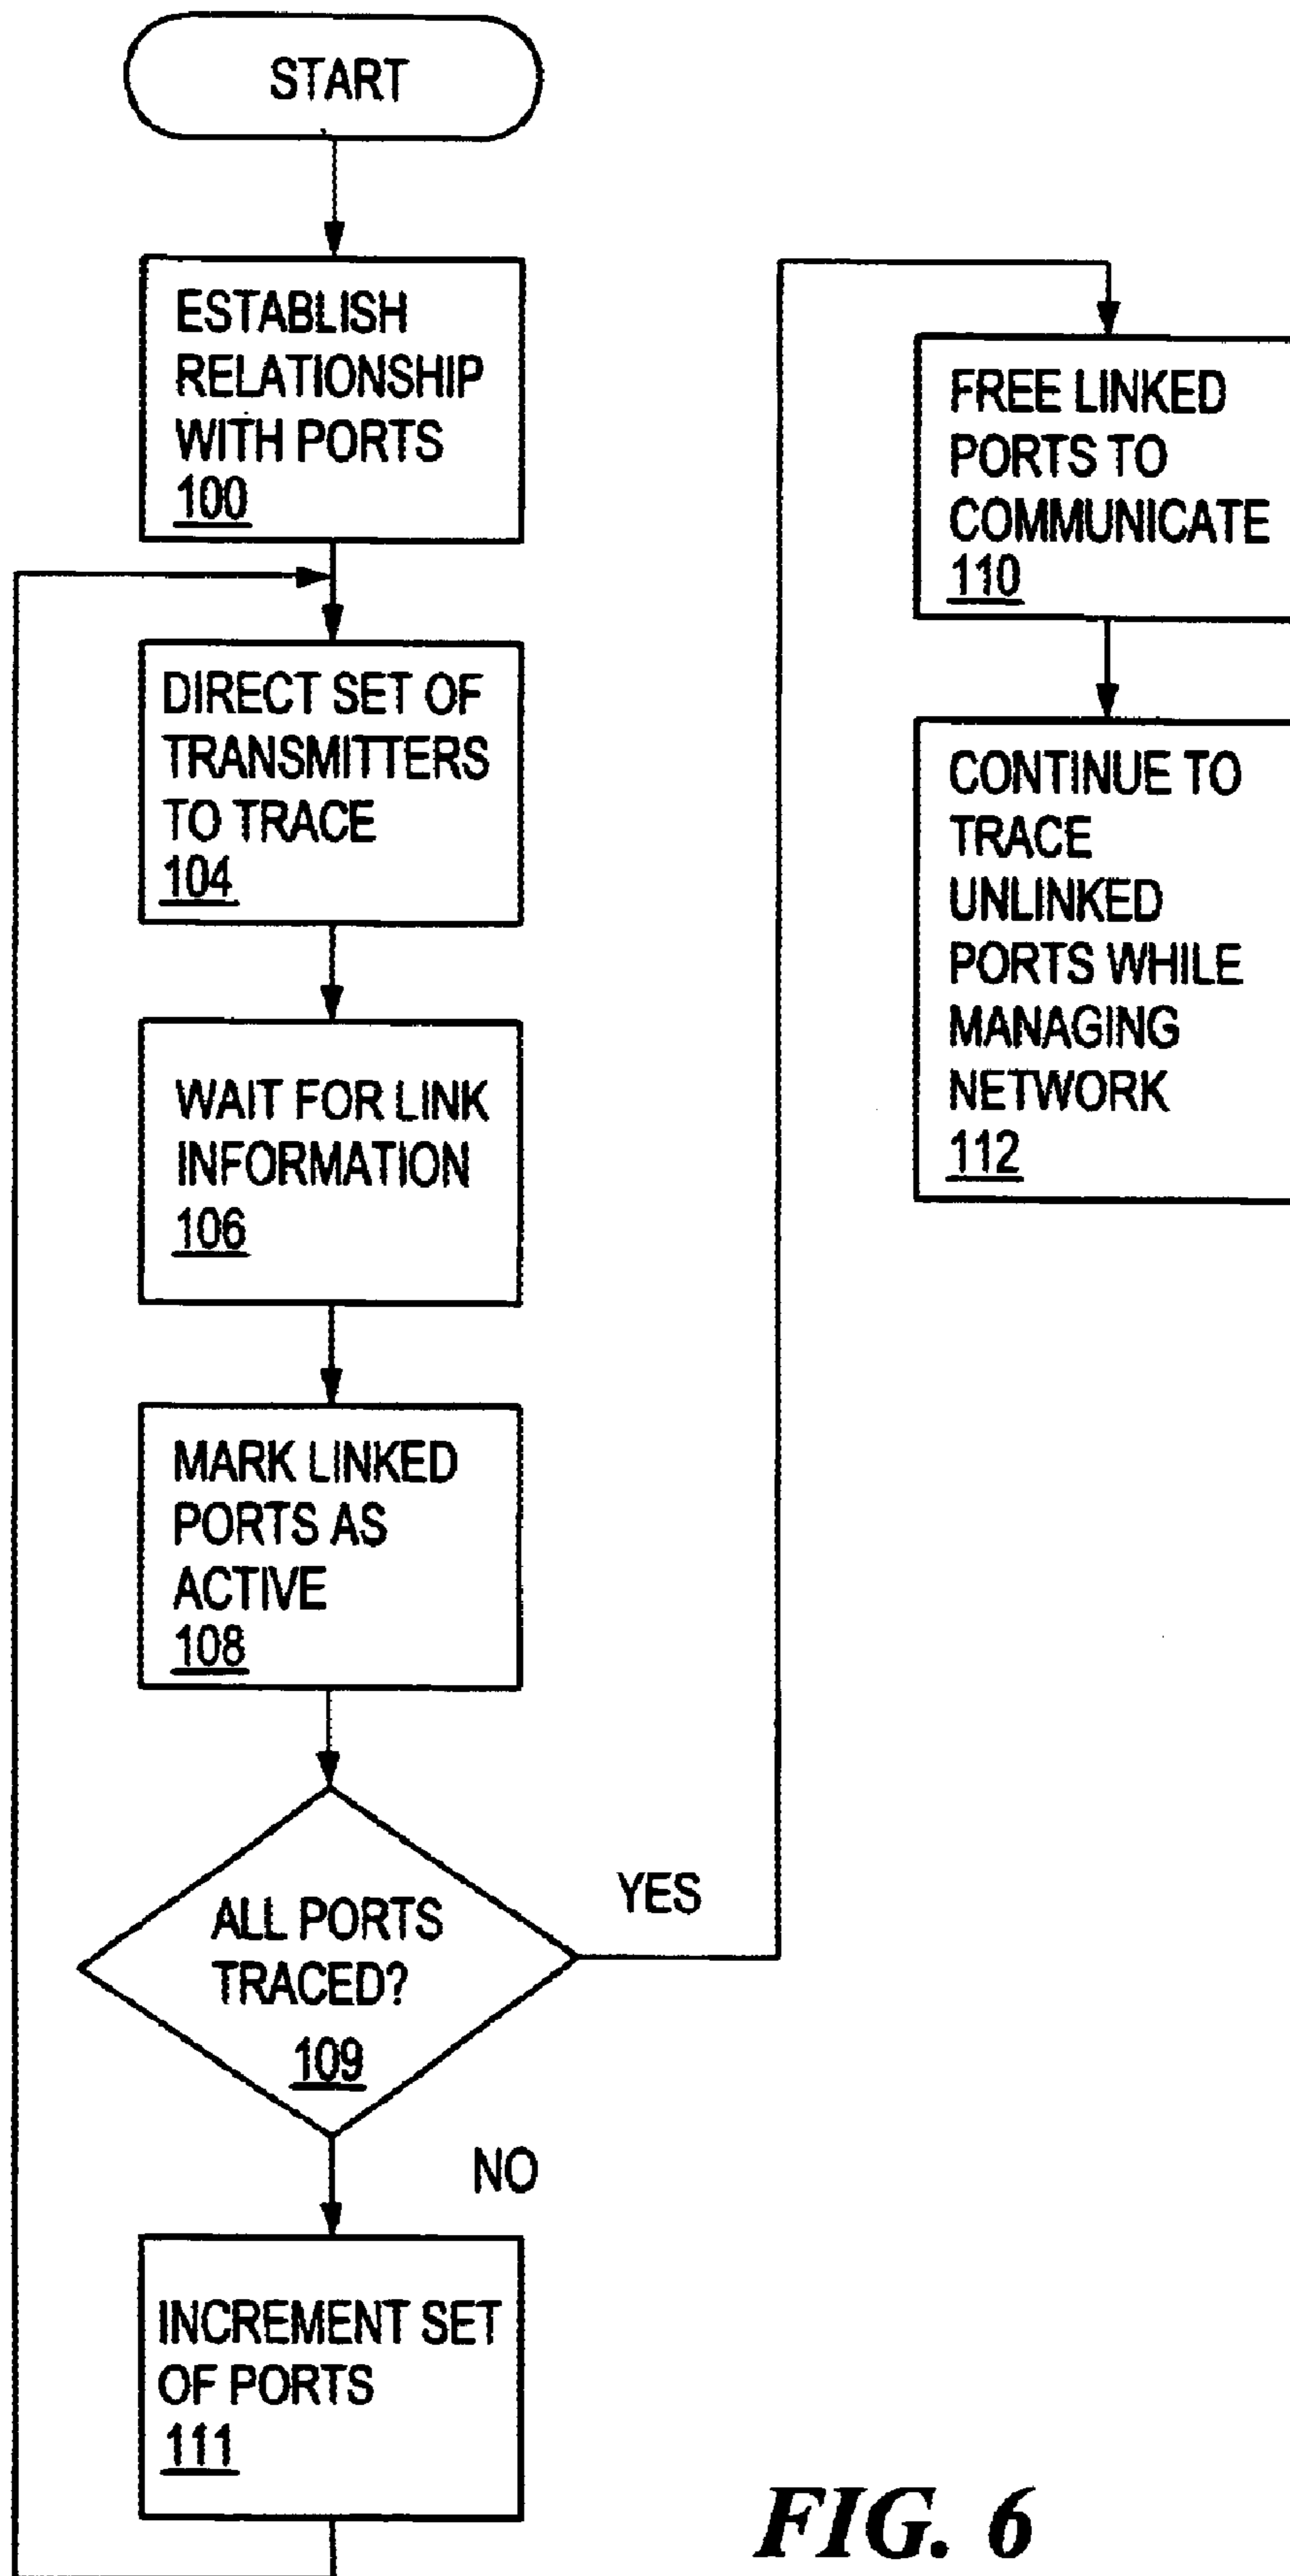 START
ESTABLISH
RELATIONSHIP
WITH PORTS
100
DIRECT SET OF
TRANSMITTERS
TO TRACE
104
WAIT FOR LINK
INFORMATION
106
MARK LINKED
PORTS AS
ACTIVE
108
ALL PORTS
TRACED?
109
YES
NO
INCREMENT SET
OF PORTS
111
FREE LINKED
PORTS TO
COMMUNICATE
110
CONTINUE TO
TRACE
UNLINKED
PORTS WHILE
MANAGING
NETWORK
112
FIG. 6